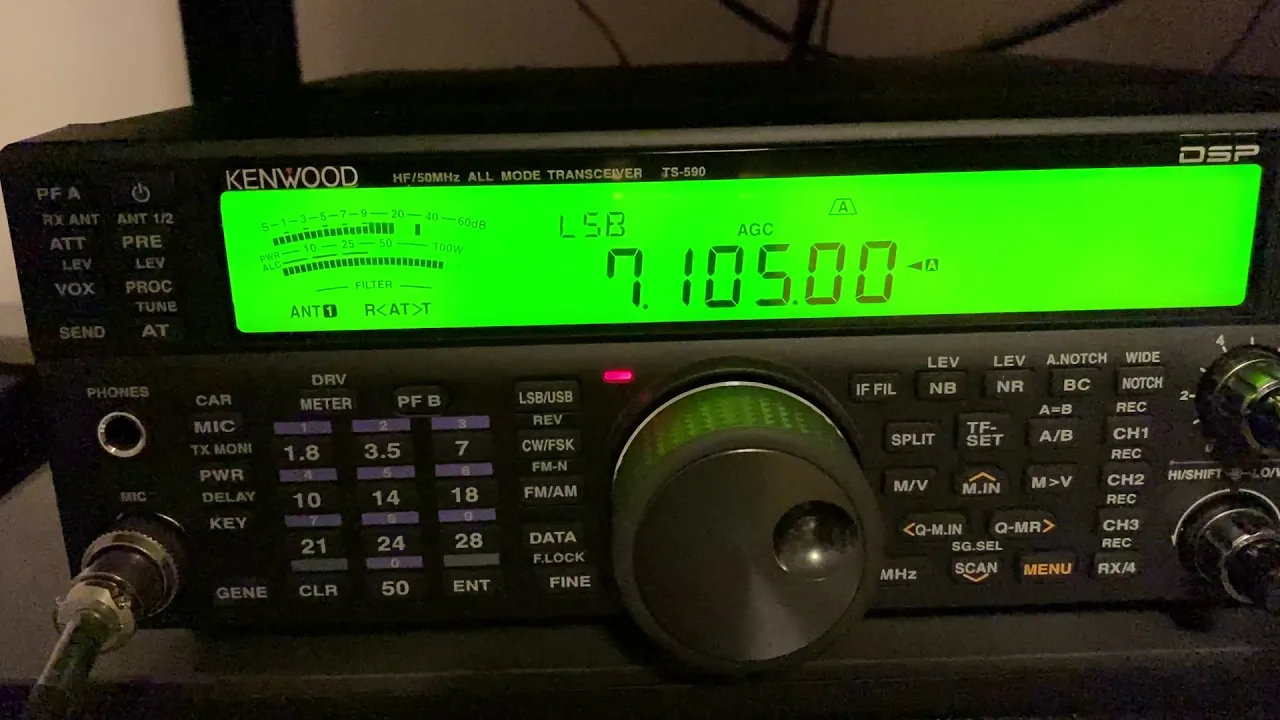 DSP
KENWOOD HF/50MHz ALL MODE TRANSCEIVER TS-590
PF A
RX ANT ANT 1/2
ATT PRE
LEV LEV
VOX PROC
TUNE
SEND AT
S-1-3-5-7-9 20 40 60dB
PWR 10 25 50 100W
ALC
FILTER
ANT 1 R<AT>T
LSB AGC A
7.105.00 ◄A
PHONES
MIC
CAR
MIC
TX MONI
PWR
DELAY
KEY
GENE
DRV
METER PF B
1 2 3
1.8 3.5 7
4 5 6
10 14 18
7 8 9
21 24 28
0
CLR 50 ENT
LSB/USB
REV
CW/FSK
FM-N
FM/AM
DATA
F.LOCK
FINE
LEV LEV A.NOTCH WIDE
IF FIL NB NR BC NOTCH
A=B REC
SPLIT TF-SET A/B CH1
REC
M/V M.IN M>V CH2
REC
<Q-M.IN Q-MR> CH3
SG.SEL REC
MHz SCAN MENU RX/4
4
2-
HI/SHIFT